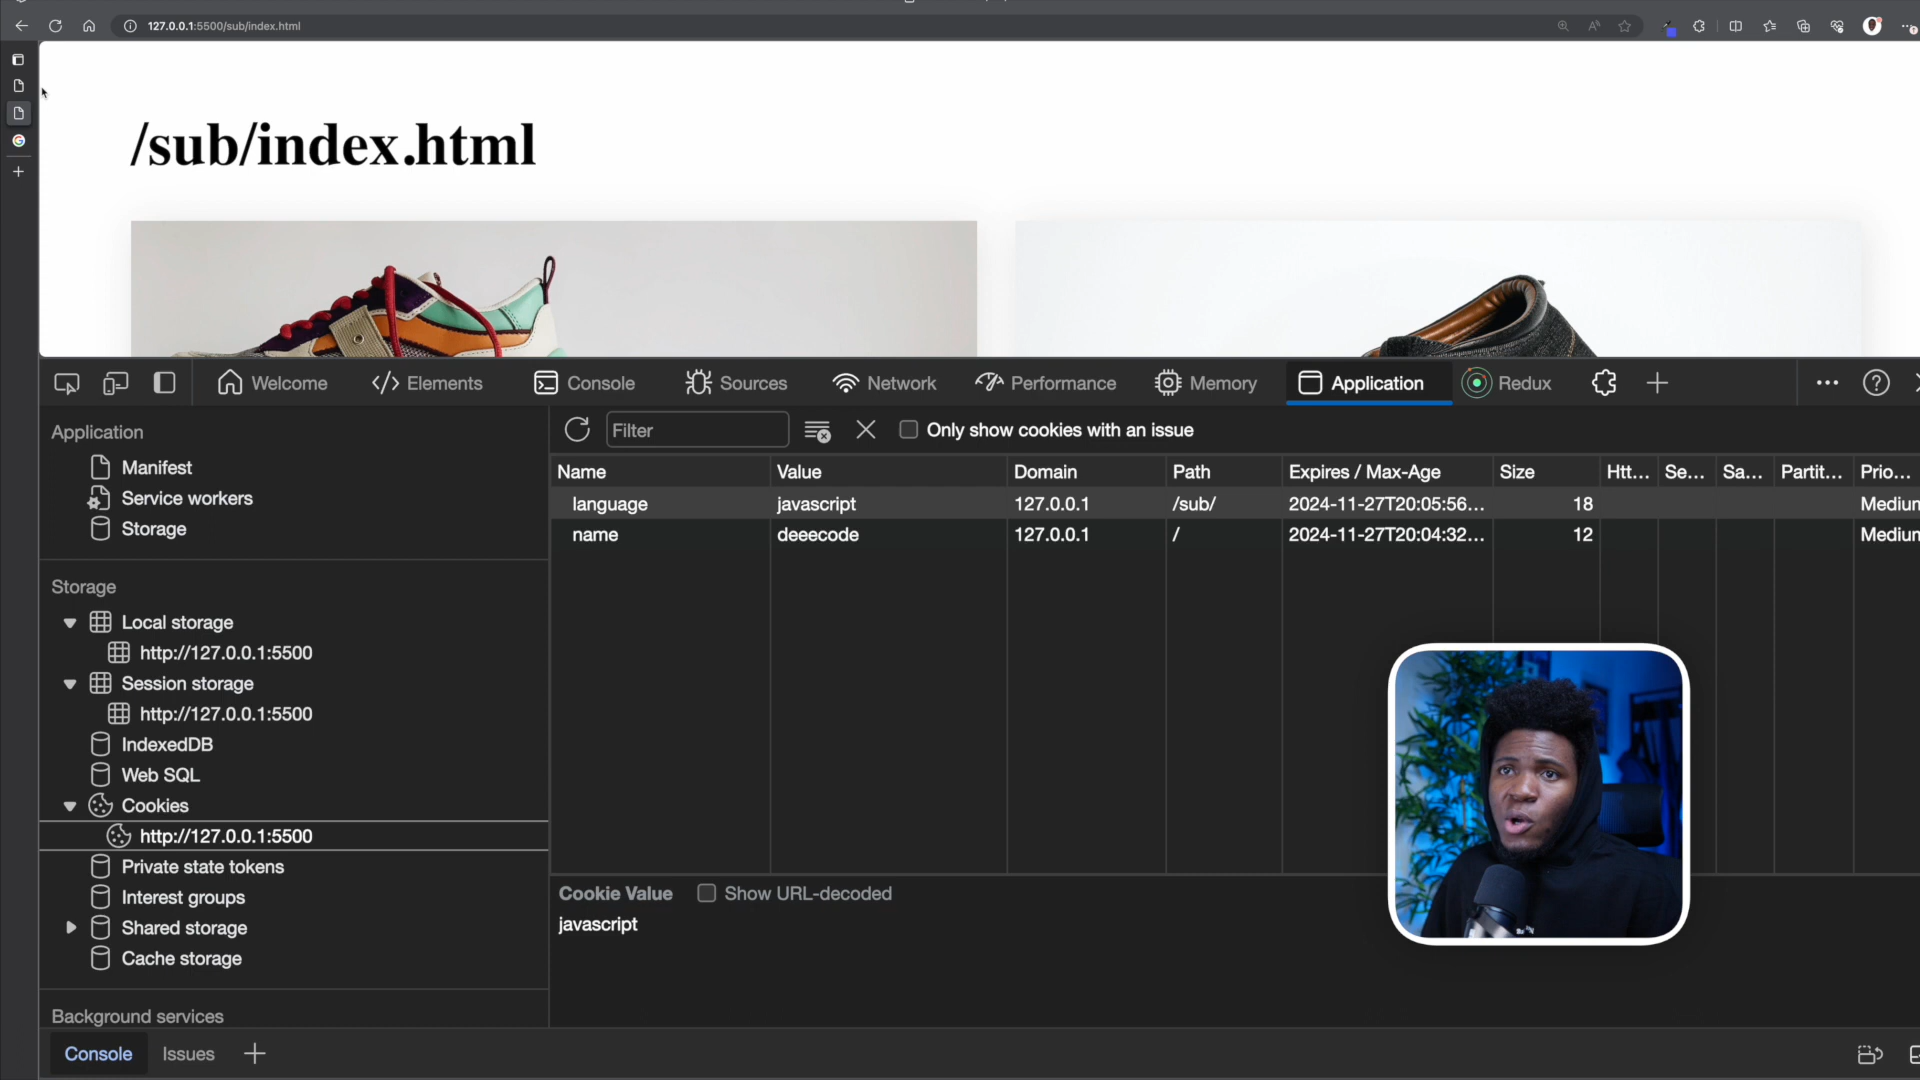 127.0.0.1:5500/sub/index.html
/sub/index.html
Welcome
Elements
Console
Sources
Network
Performance
Memory
Application
Redux
Application
Filter
Only show cookies with an issue
Manifest
Service workers
Storage
Name
Value
Domain
Path
Expires / Max-Age
Size
Htt...
Se...
Sa...
Partit...
Prio...
language
javascript
127.0.0.1
/sub/
2024-11-27T20:05:56...
18
Medium
name
deeecode
127.0.0.1
/
2024-11-27T20:04:32...
12
Medium
Storage
Local storage
http://127.0.0.1:5500
Session storage
http://127.0.0.1:5500
IndexedDB
Web SQL
Cookies
http://127.0.0.1:5500
Private state tokens
Interest groups
Shared storage
Cache storage
Cookie Value
Show URL-decoded
javascript
Background services
Console
Issues